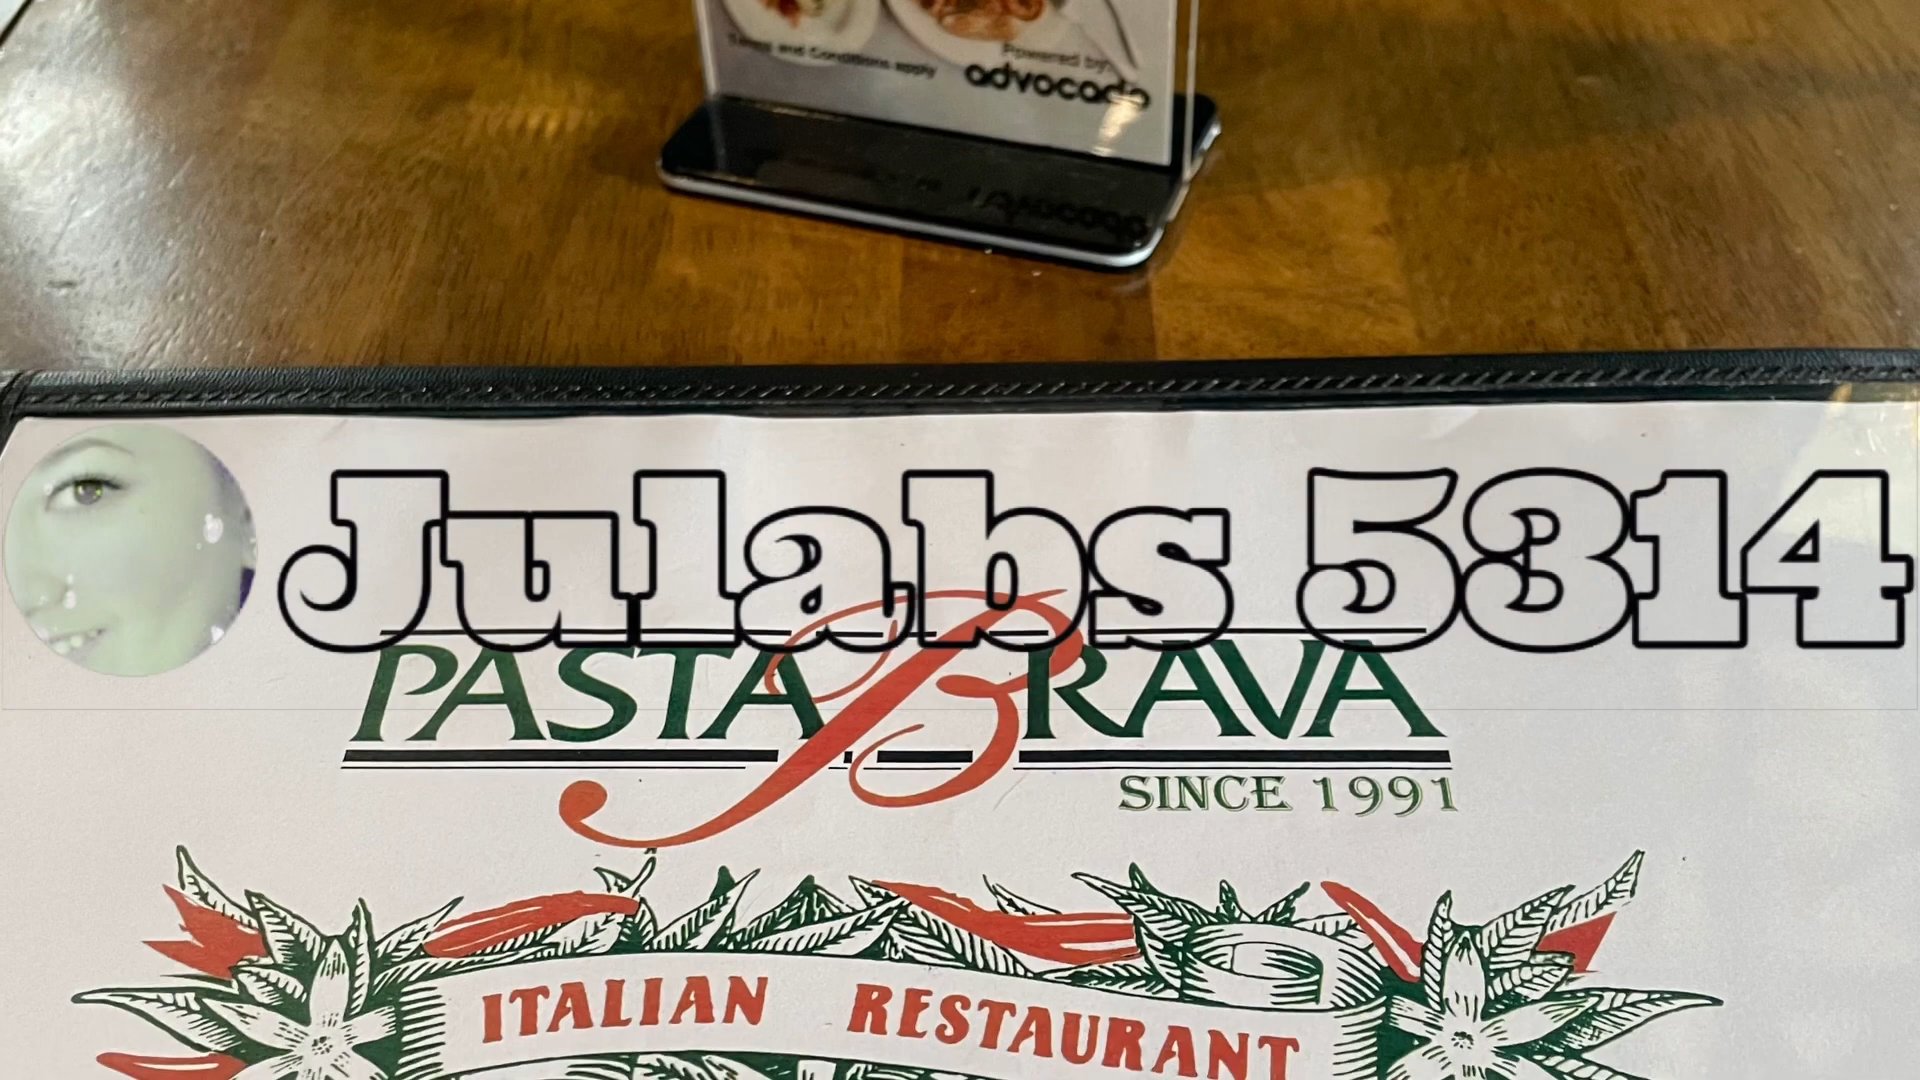 Terms and Conditions apply
Powered by:
advocado
Julabs 5314
PASTA BRAVA
SINCE 1991
ITALIAN RESTAURANT